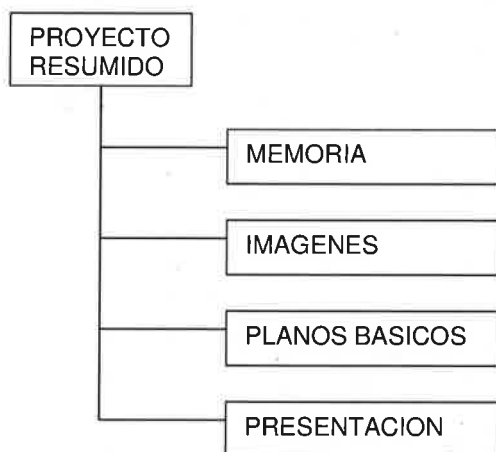 PROYECTO
RESUMIDO
MEMORIA
IMAGENES
PLANOS BASICOS
PRESENTACION